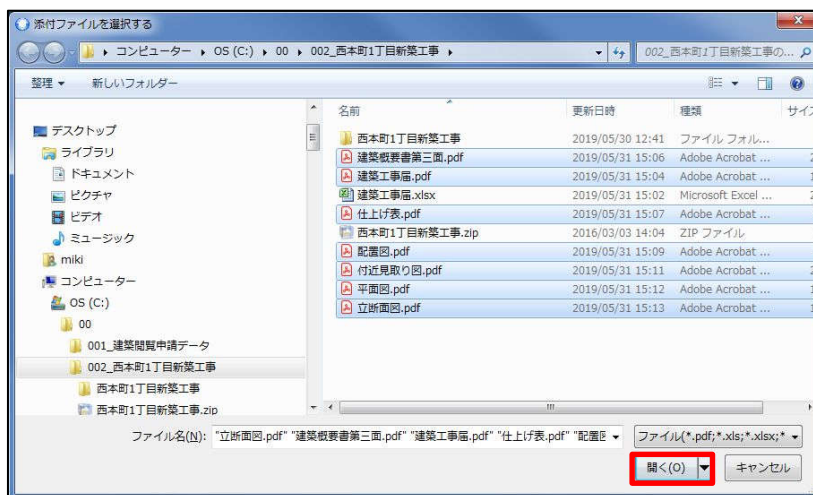 添付ファイルを選択する
コンピューター ▸ OS (C:) ▸ 00 ▸ 002_西本町1丁目新築工事 ▸
002_西本町1丁目新築工事の...
整理 ▼ 新しいフォルダー
名前 更新日時 種類 サイズ
デスクトップ
ライブラリ
ドキュメント
ピクチャ
ビデオ
ミュージック
miki
コンピューター
OS (C:)
00
001_建築閲覧申請データ
002_西本町1丁目新築工事
西本町1丁目新築工事
西本町1丁目新築工事.zip
西本町1丁目新築工事 2019/05/30 12:41 ファイル フォル...
建築概要書第三面.pdf 2019/05/31 15:06 Adobe Acrobat ... 2
建築工事届.pdf 2019/05/31 15:04 Adobe Acrobat ... 1
建築工事届.xlsx 2019/05/31 15:02 Microsoft Excel ... 2
仕上げ表.pdf 2019/05/31 15:07 Adobe Acrobat ...
西本町1丁目新築工事.zip 2016/03/03 14:04 ZIP ファイル
配置図.pdf 2019/05/31 15:09 Adobe Acrobat ...
付近見取り図.pdf 2019/05/31 15:11 Adobe Acrobat ... 2
平面図.pdf 2019/05/31 15:12 Adobe Acrobat ... 1
立断面図.pdf 2019/05/31 15:13 Adobe Acrobat ... 1
ファイル名(N): "立断面図.pdf" "建築概要書第三面.pdf" "建築工事届.pdf" "仕上げ表.pdf" "配置図
ファイル(*.pdf;*.xls;*.xlsx;*
開く(O) キャンセル